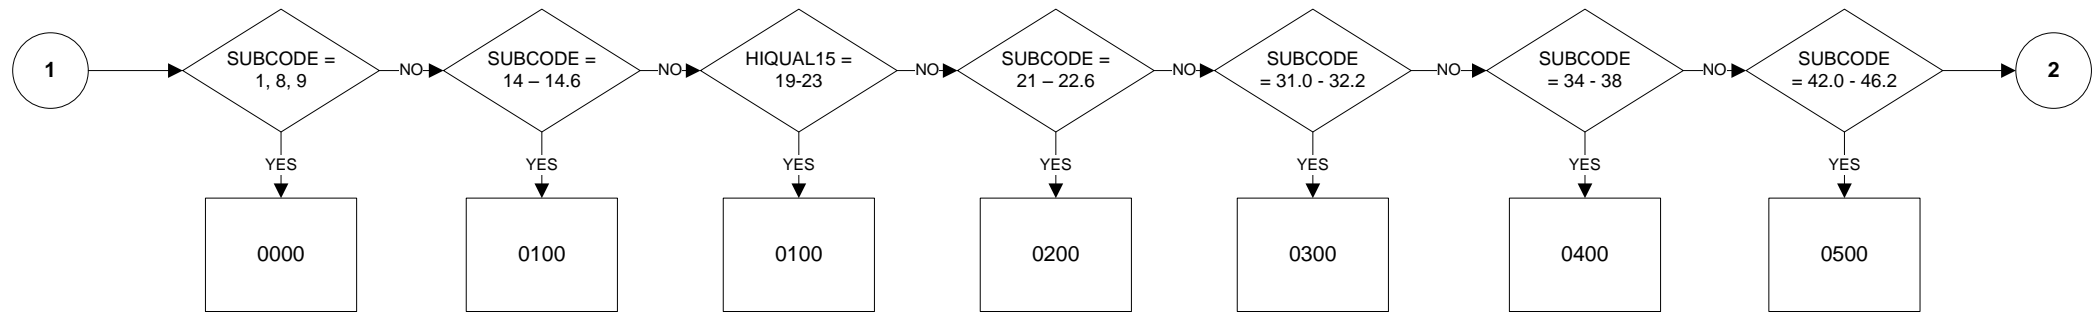 1
SUBCODE =
1, 8, 9
NO
SUBCODE =
14 – 14.6
NO
HIQUAL15 =
19-23
NO
SUBCODE =
21 – 22.6
NO
SUBCODE
= 31.0 - 32.2
NO
SUBCODE
= 34 - 38
NO
SUBCODE
= 42.0 - 46.2
2
YES
YES
YES
YES
YES
YES
YES
0000
0100
0100
0200
0300
0400
0500